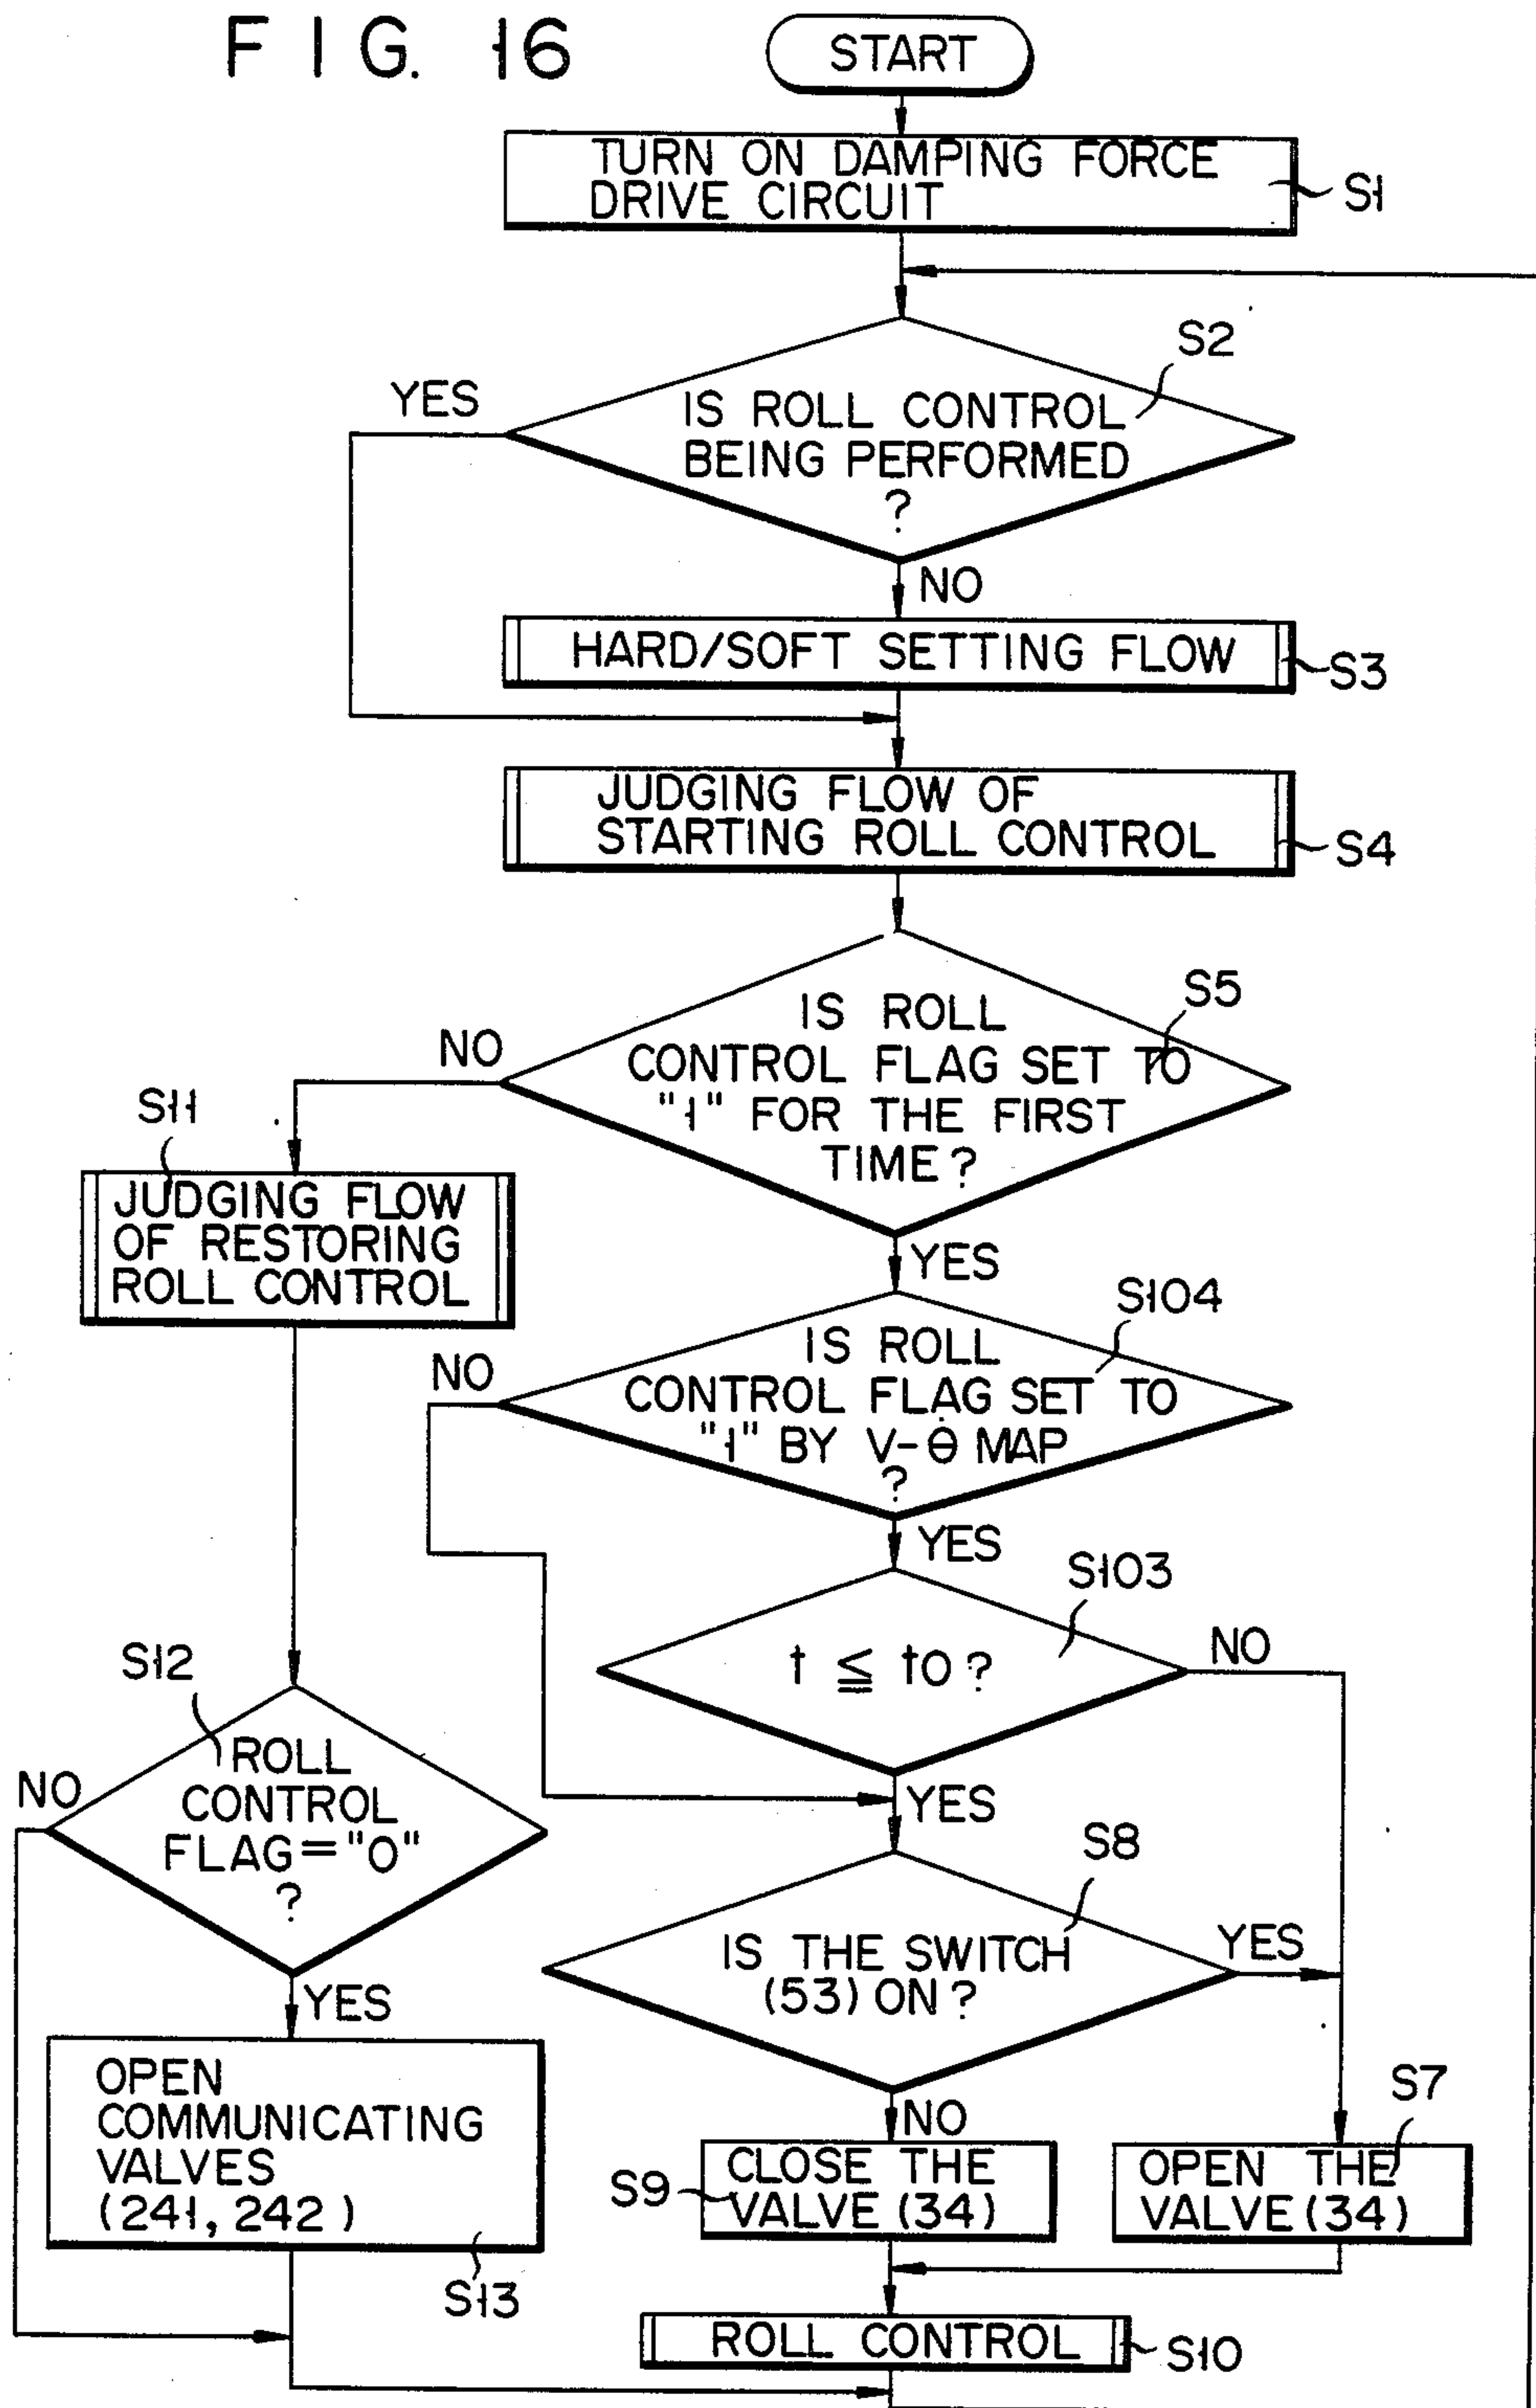 FIG. 16
START
TURN ON DAMPING FORCE
DRIVE CIRCUIT
S1
S2
YES
IS ROLL CONTROL
BEING PERFORMED
?
NO
HARD/SOFT SETTING FLOW
S3
JUDGING FLOW OF
STARTING ROLL CONTROL
S4
S5
NO
IS ROLL
CONTROL FLAG SET TO
"1" FOR THE FIRST
TIME?
S11
JUDGING FLOW
OF RESTORING
ROLL CONTROL
YES
S104
NO
IS ROLL
CONTROL FLAG SET TO
"1" BY V-θ̇ MAP
?
YES
S103
t ≦ t0?
NO
S12
NO
ROLL
CONTROL
FLAG="0"
?
YES
S8
IS THE SWITCH
(53) ON?
YES
YES
OPEN
COMMUNICATING
VALVES
(241, 242)
S13
NO
S7
S9
CLOSE THE
VALVE (34)
OPEN THE
VALVE (34)
ROLL CONTROL
S10